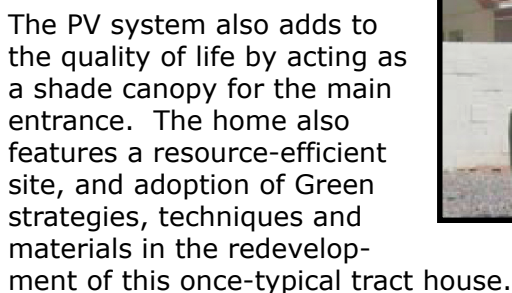 The PV system also adds to
the quality of life by acting as
a shade canopy for the main
entrance.  The home also
features a resource-efficient
site, and adoption of Green
strategies, techniques and
materials in the redevelop-
ment of this once-typical tract house.